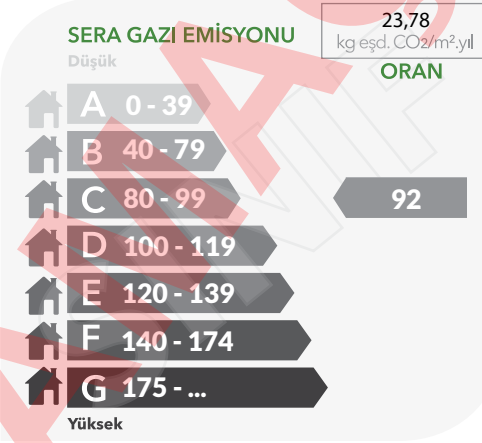 23,78
SERA GAZI EMİSYONU
kg eşd. CO2/m².yıl
Düşük
ORAN
A 0 - 39
B 40 - 79
C 80 - 99
92
D 100 - 119
E 120 - 139
F 140 - 174
G 175 - ...
Yüksek